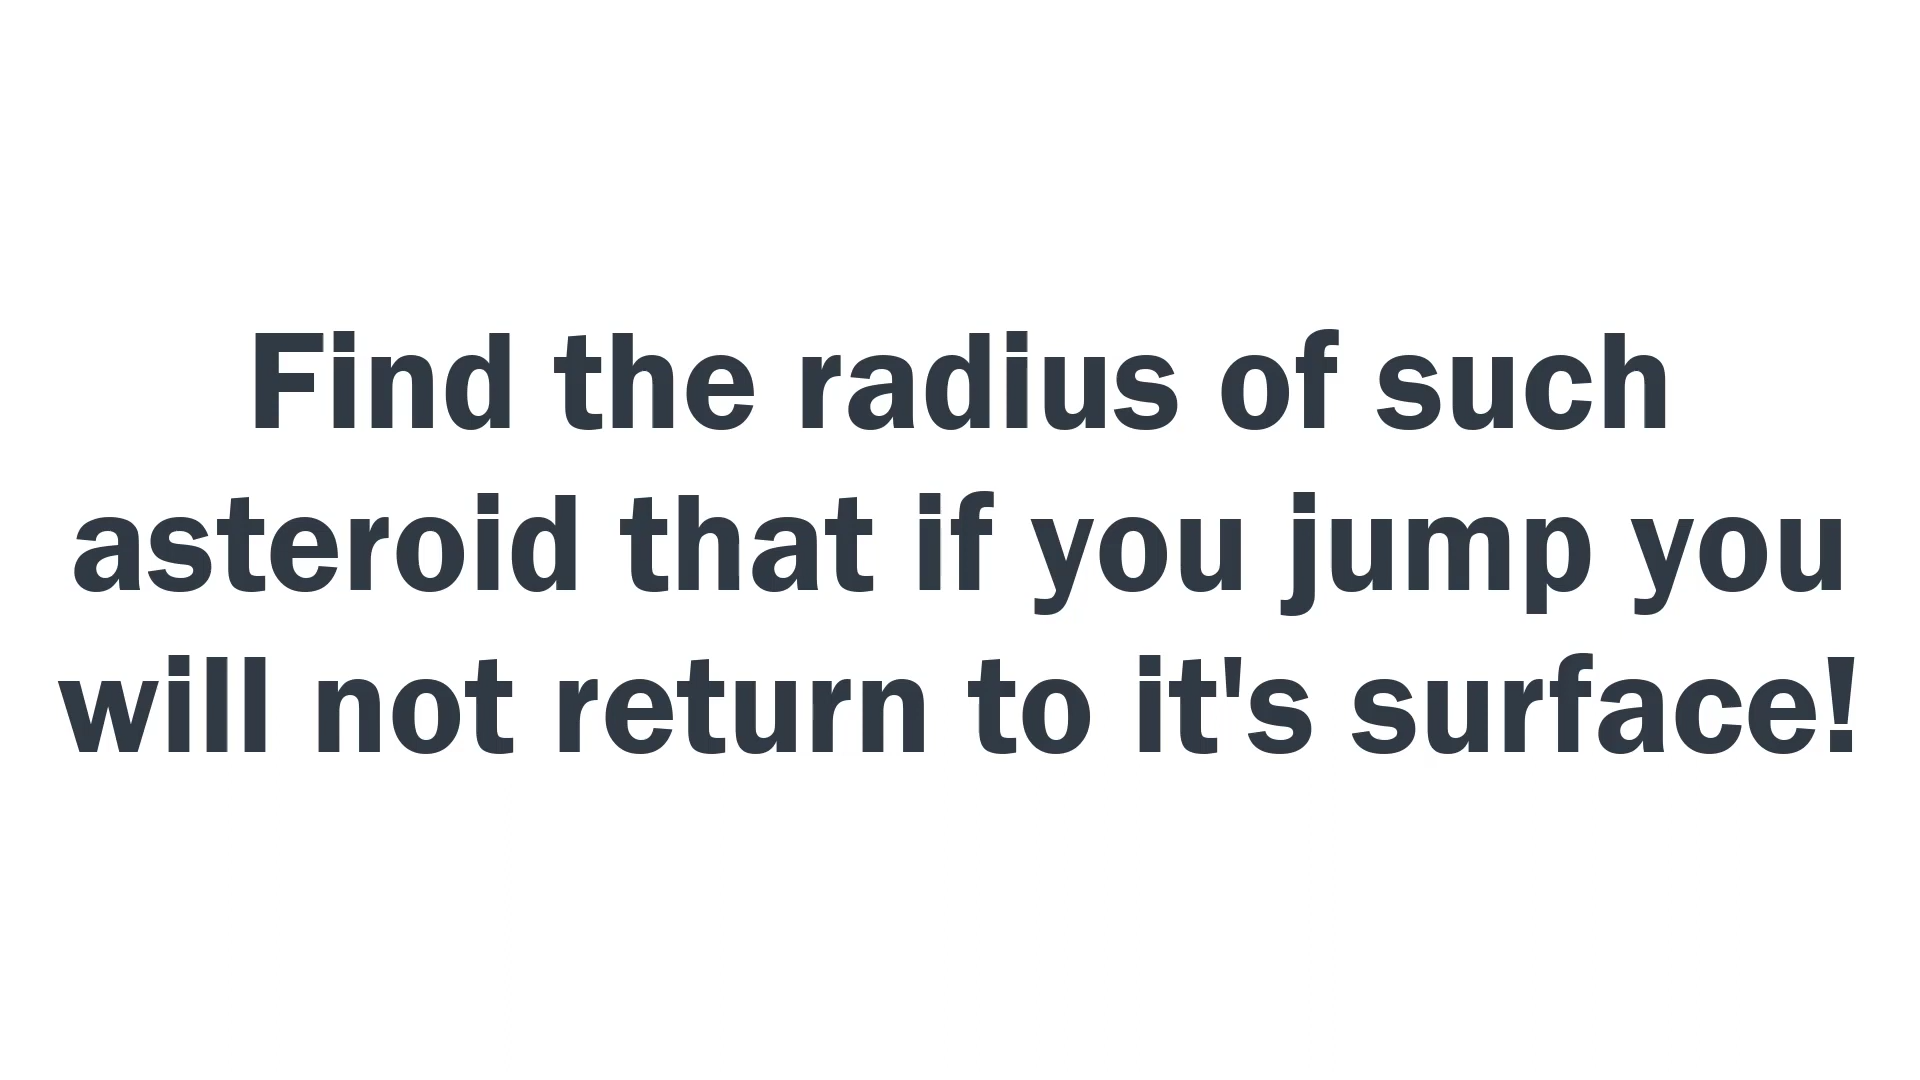 Find the radius of such
asteroid that if you jump you
will not return to it's surface!